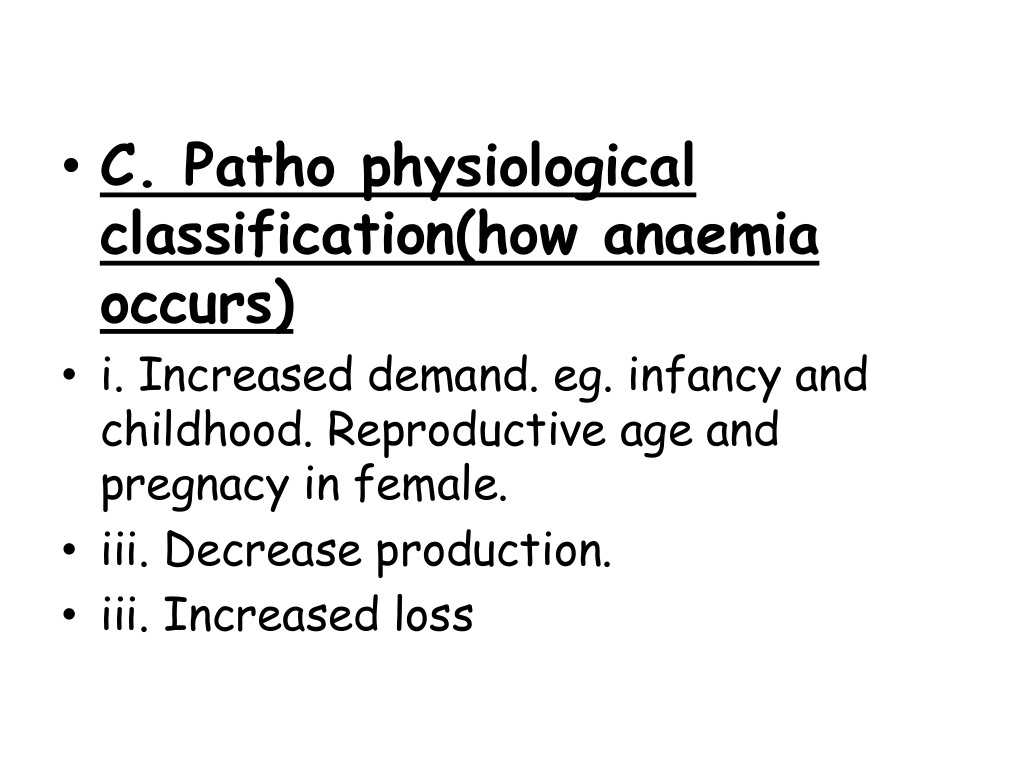 • C. Patho physiological
classification(how anaemia
occurs)
• i. Increased demand. eg. infancy and
childhood. Reproductive age and
pregnacy in female.
• iii. Decrease production.
• iii. Increased loss